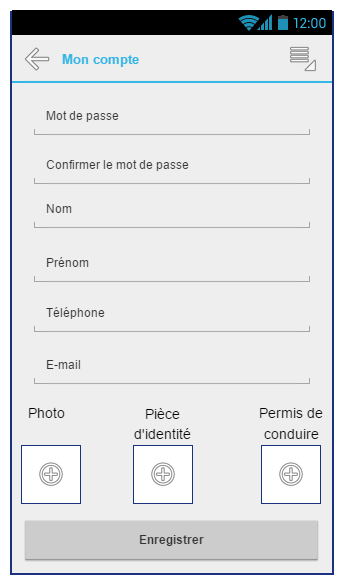 12:00
Mon compte
Mot de passe
Confirmer le mot de passe
Nom
Prénom
Téléphone
E-mail
Photo
Pièce
d'identité
Permis de
conduire
Enregistrer